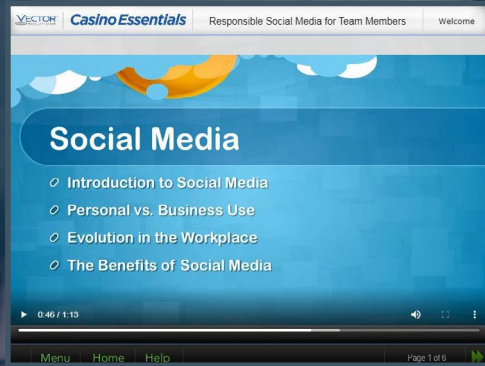 VECTOR SOLUTIONS
Casino Essentials
Responsible Social Media for Team Members
Welcome
Social Media
Introduction to Social Media
Personal vs. Business Use
Evolution in the Workplace
The Benefits of Social Media
0:46 / 1:13
Menu Home Help Page 1 of 6